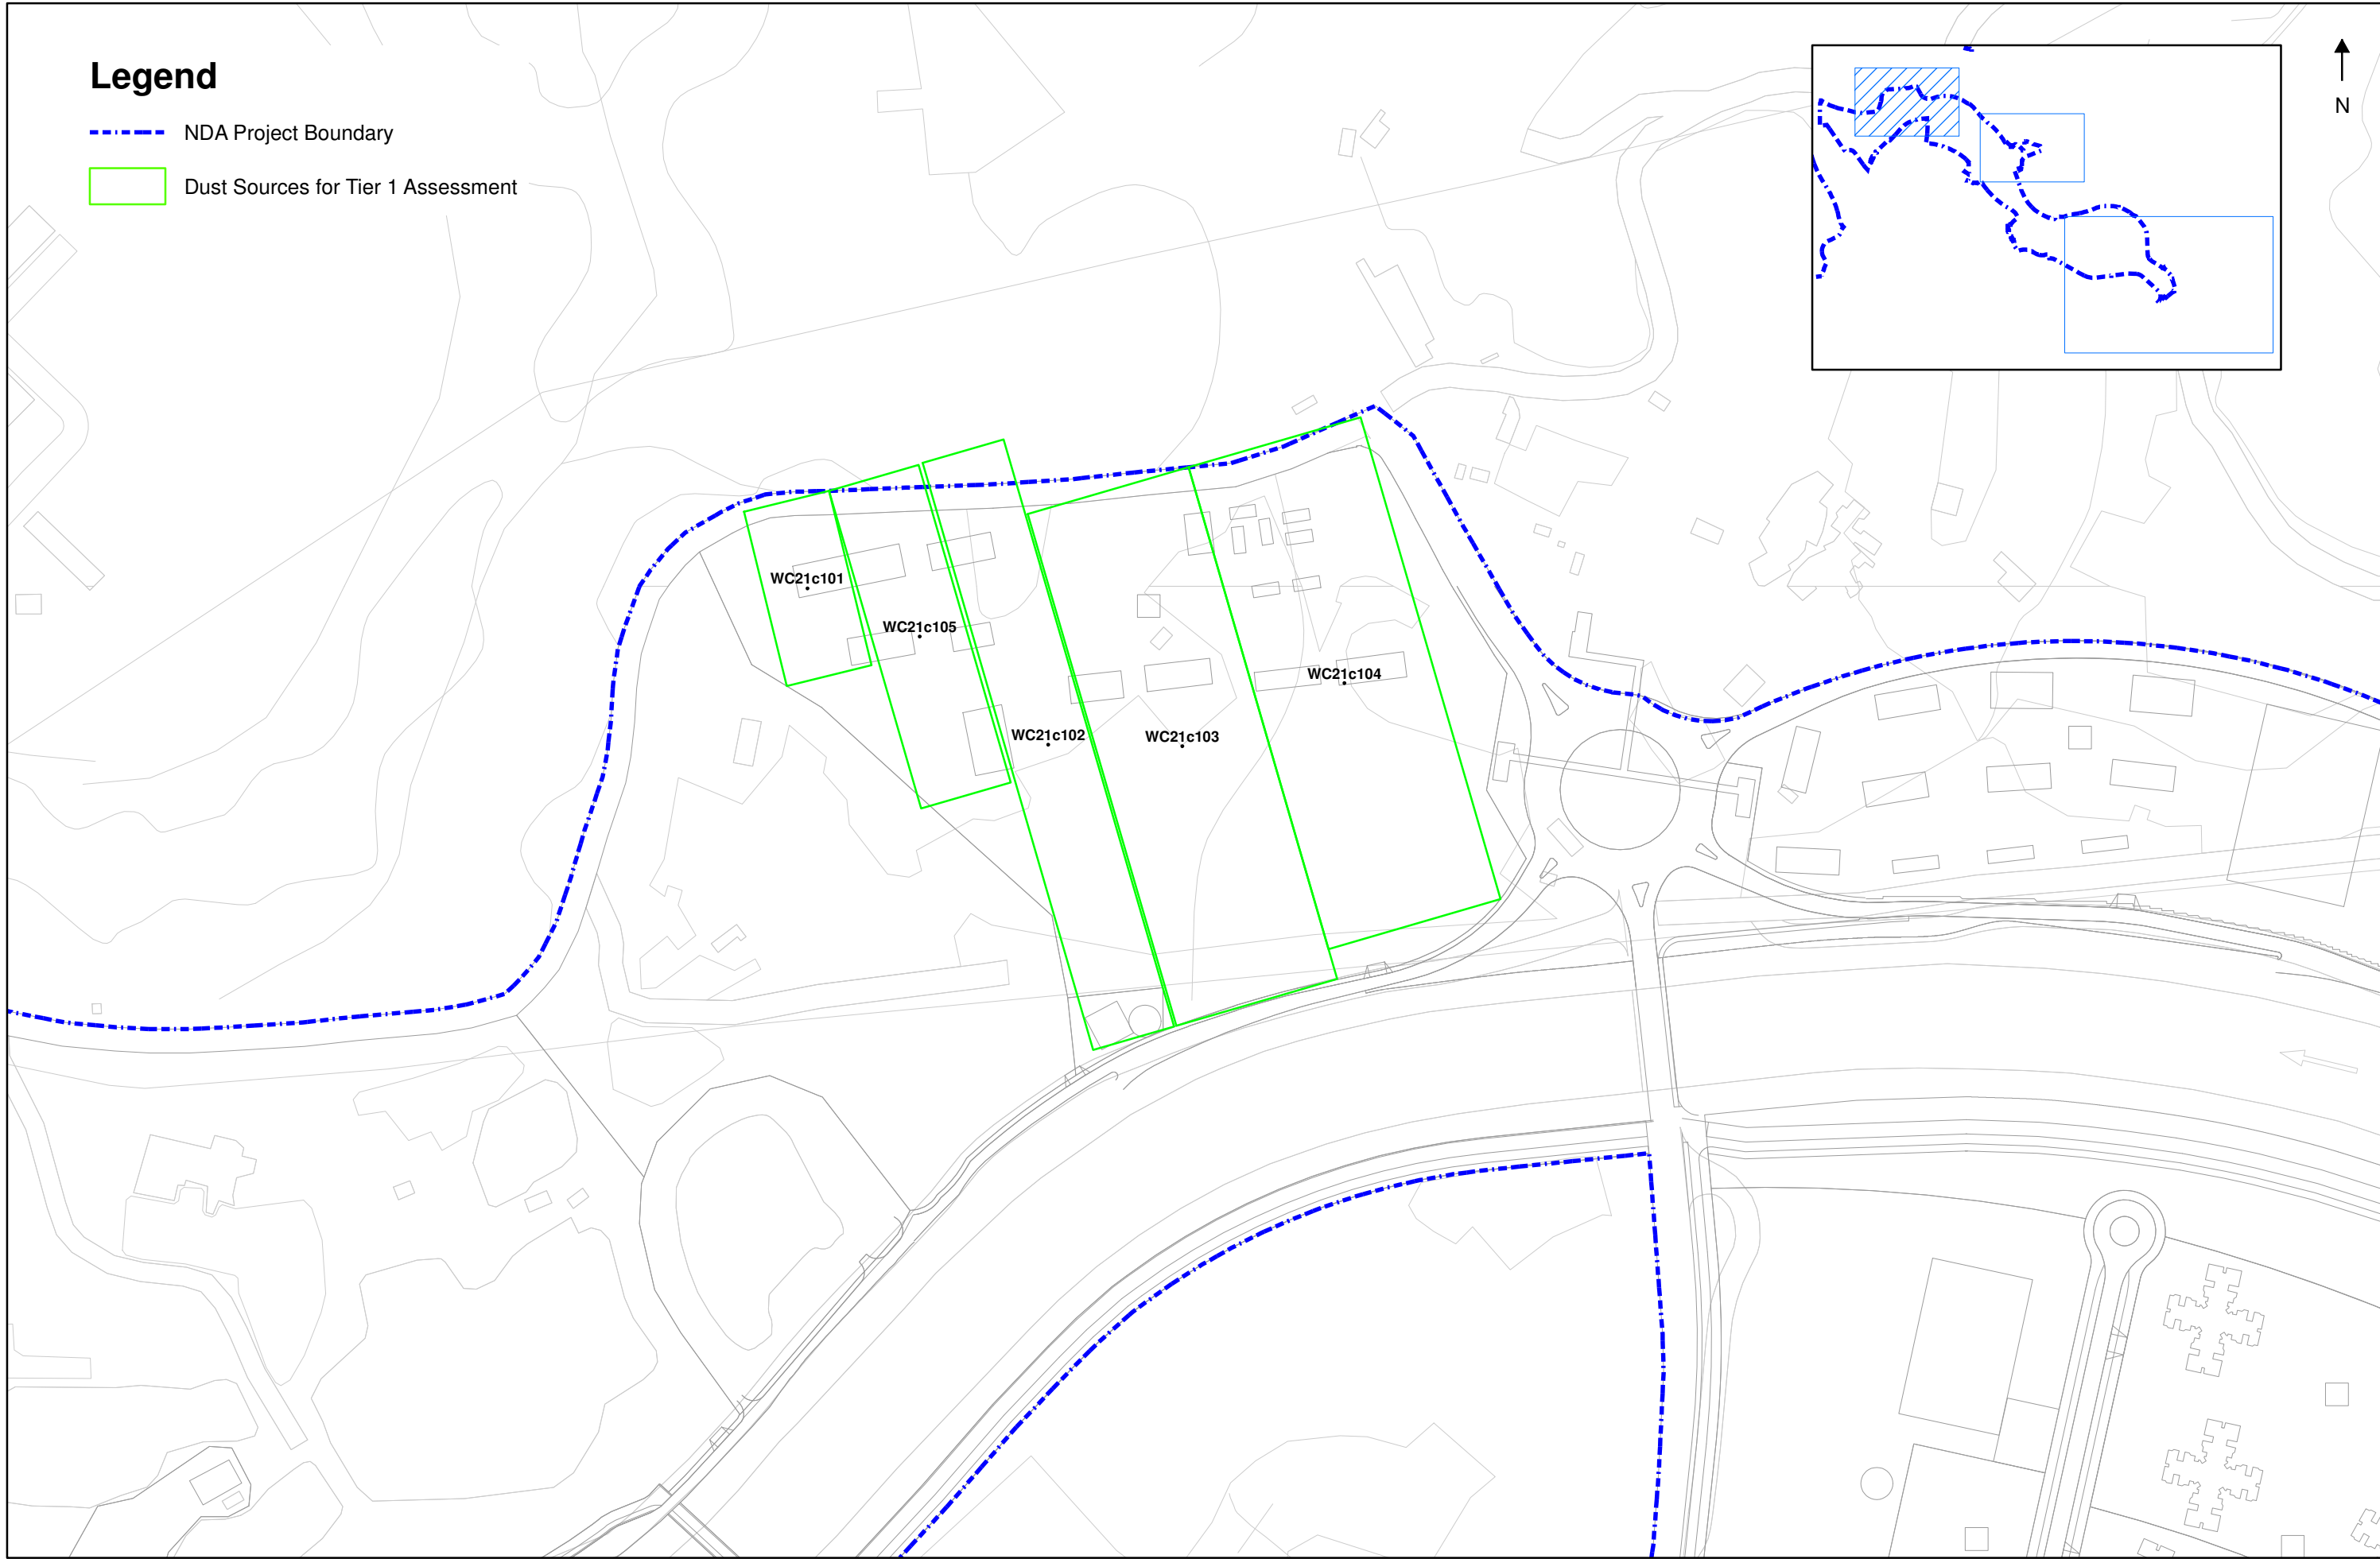 Legend
NDA Project Boundary
Dust Sources for Tier 1 Assessment
N
WC21c101
WC21c105
WC21c104
WC21c102
WC21c103